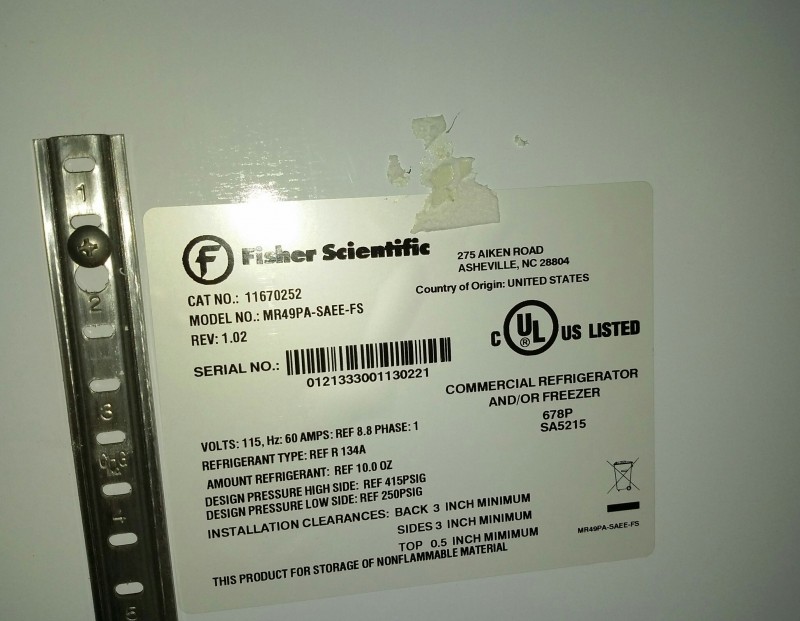 1
2
3
4
5
Fisher Scientific
275 AIKEN ROAD
ASHEVILLE, NC 28804
Country of Origin: UNITED STATES
CAT NO.: 11670252
MODEL NO.: MR49PA-SAEE-FS
REV: 1.02
C UL ® US LISTED
SERIAL NO.:
0121333001130221
COMMERCIAL REFRIGERATOR
AND/OR FREEZER
678P
SA5215
VOLTS: 115, Hz: 60 AMPS: REF 8.8 PHASE: 1
REFRIGERANT TYPE: REF R 134A
AMOUNT REFRIGERANT: REF 10.0 OZ
DESIGN PRESSURE HIGH SIDE: REF 415PSIG
DESIGN PRESSURE LOW SIDE: REF 250PSIG
INSTALLATION CLEARANCES: BACK 3 INCH MINIMUM
SIDES 3 INCH MINIMUM
TOP 0.5 INCH MIMIMUM
THIS PRODUCT FOR STORAGE OF NONFLAMMABLE MATERIAL
MR49PA-SAEE-FS